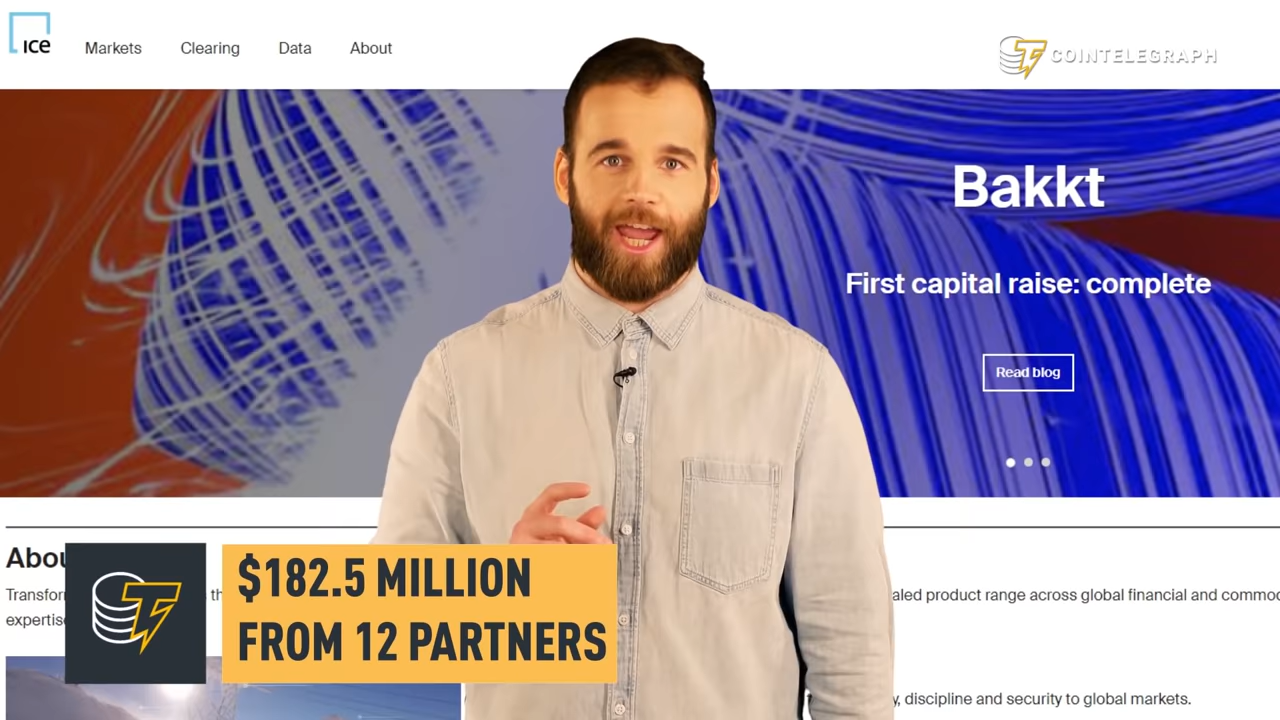 ice
Markets Clearing Data About
COINTELEGRAPH
Bakkt
First capital raise: complete
Read blog
Abou
Transfor
expertise
aled product range across global financial and commod
$182.5 MILLION
FROM 12 PARTNERS
discipline and security to global markets.